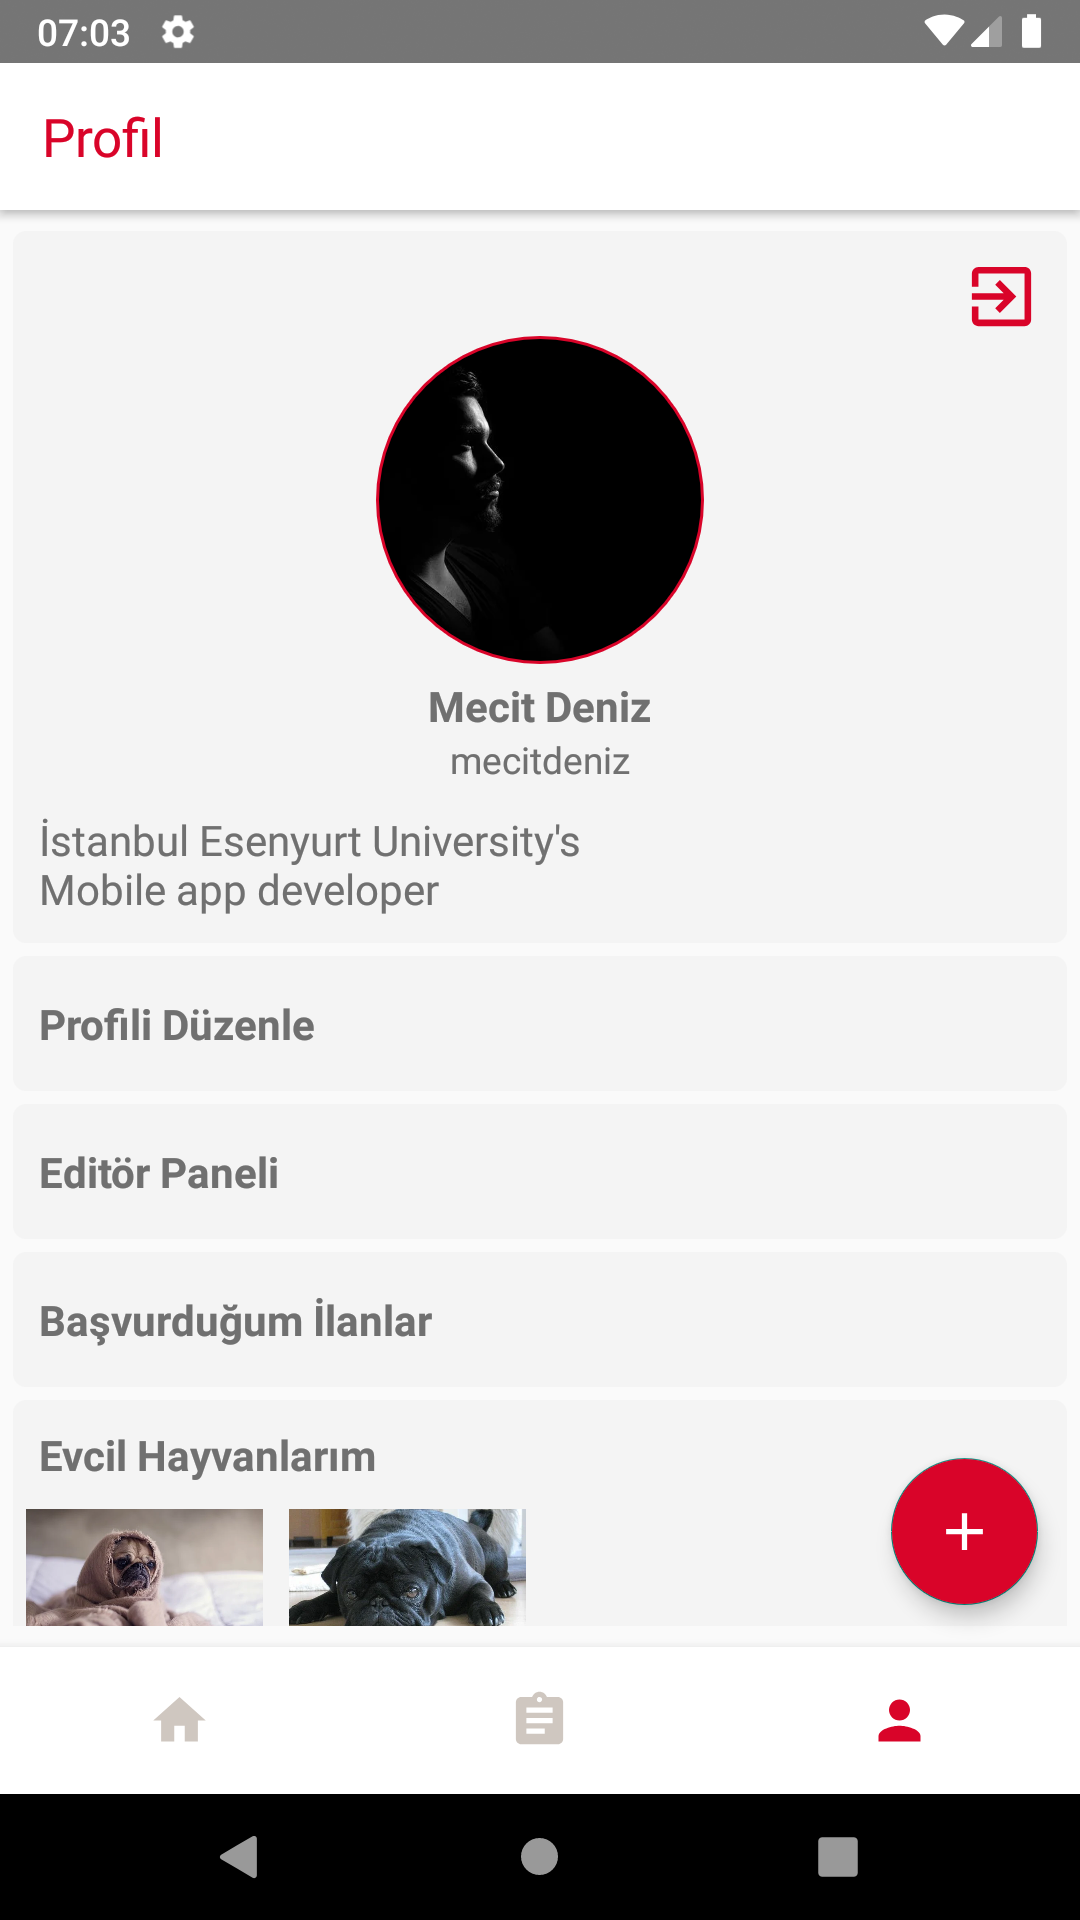 07:03
Profil
Mecit Deniz
mecitdeniz
İstanbul Esenyurt University's
Mobile app developer
Profili Düzenle
Editör Paneli
Başvurduğum İlanlar
Evcil Hayvanlarım